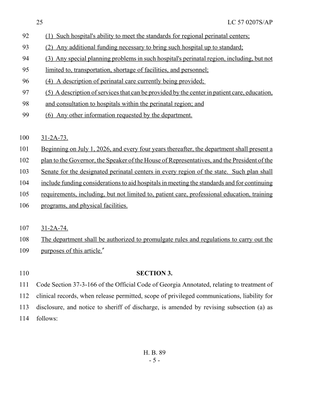 25 LC 57 0207S/AP
92 (1) Such hospital's ability to meet the standards for regional perinatal centers;
93 (2) Any additional funding necessary to bring such hospital up to standard;
94 (3) Any special planning problems in such hospital's perinatal region, including, but not
95 limited to, transportation, shortage of facilities, and personnel;
96 (4) A description of perinatal care currently being provided;
97 (5) A description of services that can be provided by the center in patient care, education,
98 and consultation to hospitals within the perinatal region; and
99 (6) Any other information requested by the department.
100 31-2A-73.
101 Beginning on July 1, 2026, and every four years thereafter, the department shall present a
102 plan to the Governor, the Speaker of the House of Representatives, and the President of the
103 Senate for the designated perinatal centers in every region of the state. Such plan shall
104 include funding considerations to aid hospitals in meeting the standards and for continuing
105 requirements, including, but not limited to, patient care, professional education, training
106 programs, and physical facilities.
107 31-2A-74.
108 The department shall be authorized to promulgate rules and regulations to carry out the
109 purposes of this article."
110 SECTION 3.
111 Code Section 37-3-166 of the Official Code of Georgia Annotated, relating to treatment of
112 clinical records, when release permitted, scope of privileged communications, liability for
113 disclosure, and notice to sheriff of discharge, is amended by revising subsection (a) as
114 follows:
H. B. 89
- 5 -